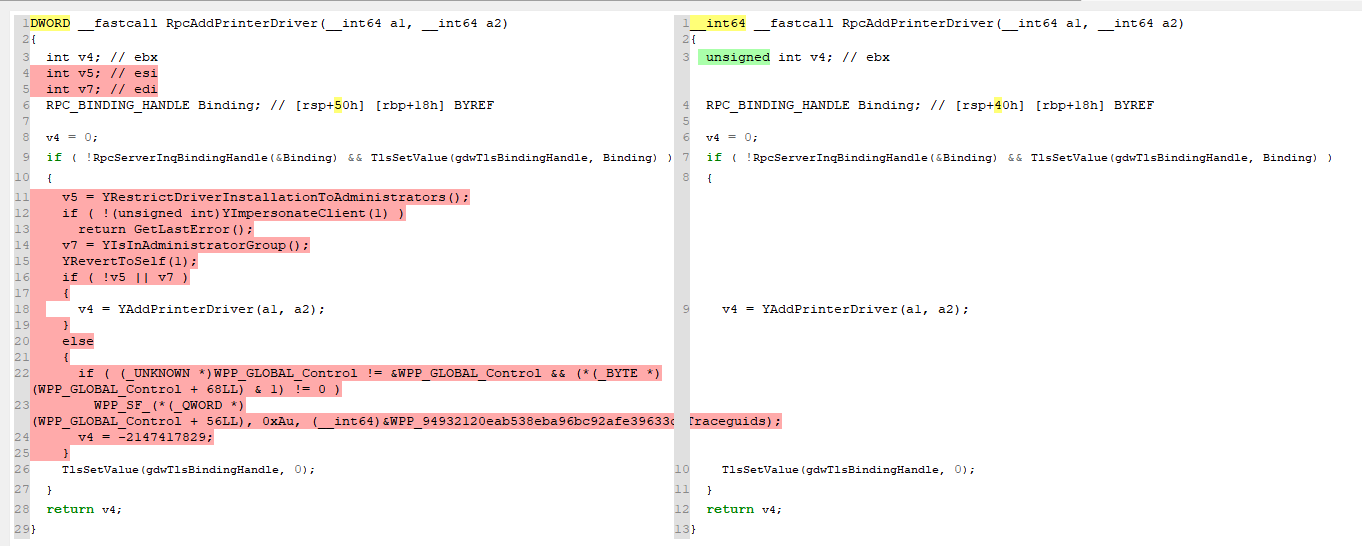 1DWORD __fastcall RpcAddPrinterDriver(__int64 a1, __int64 a2)
2{
3 int v4; // ebx
4 int v5; // esi
5 int v7; // edi
6 RPC_BINDING_HANDLE Binding; // [rsp+50h] [rbp+18h] BYREF
7
8 v4 = 0;
9 if ( !RpcServerInqBindingHandle(&Binding) && TlsSetValue(gdwTlsBindingHandle, Binding) )
10 {
11 v5 = YRestrictDriverInstallationToAdministrators();
12 if ( !(unsigned int)YImpersonateClient(1) )
13 return GetLastError();
14 v7 = YIsInAdministratorGroup();
15 YRevertToSelf(1);
16 if ( !v5 || v7 )
17 {
18 v4 = YAddPrinterDriver(a1, a2);
19 }
20 else
21 {
22 if ( (_UNKNOWN *)WPP_GLOBAL_Control != &WPP_GLOBAL_Control && (*(_BYTE *)
(WPP_GLOBAL_Control + 68LL) & 1) != 0 )
23 WPP_SF_(*(_QWORD *)
(WPP_GLOBAL_Control + 56LL), 0xAu, (__int64)&WPP_94932120eab538eba96bc92afe39633c_Traceguids);
24 v4 = -2147417829;
25 }
26 TlsSetValue(gdwTlsBindingHandle, 0);
27 }
28 return v4;
29}
1__int64 __fastcall RpcAddPrinterDriver(__int64 a1, __int64 a2)
2{
3 unsigned int v4; // ebx
4 RPC_BINDING_HANDLE Binding; // [rsp+40h] [rbp+18h] BYREF
5
6 v4 = 0;
7 if ( !RpcServerInqBindingHandle(&Binding) && TlsSetValue(gdwTlsBindingHandle, Binding) )
8 {
9 v4 = YAddPrinterDriver(a1, a2);
10 TlsSetValue(gdwTlsBindingHandle, 0);
11 }
12 return v4;
13}